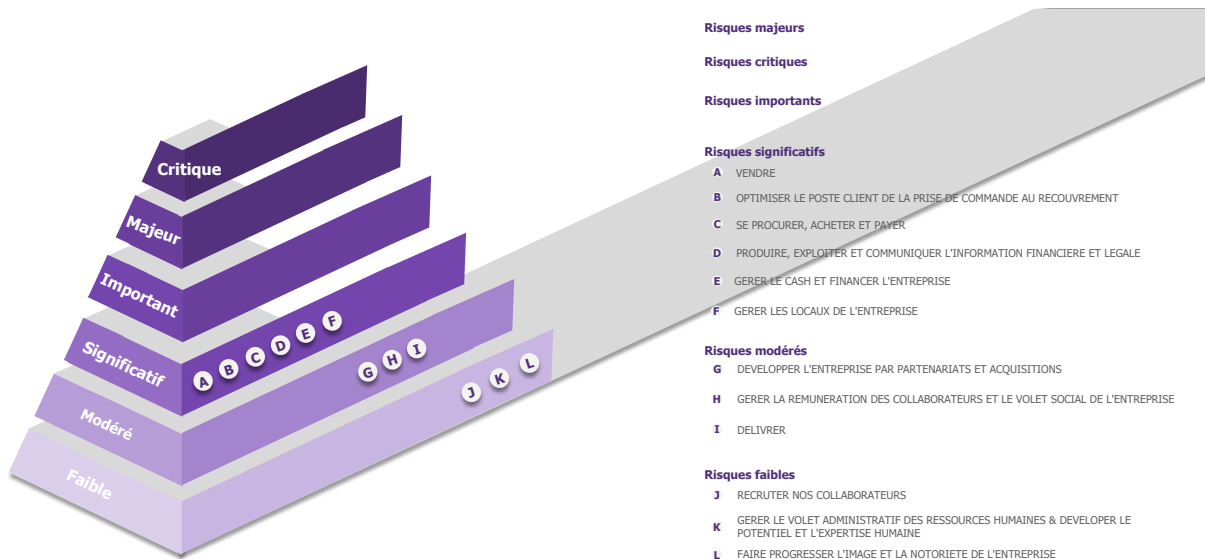 Critique
Majeur
Important
Significatif
Modéré
Faible
A B C D E F
G H I
J K L
Risques majeurs
Risques critiques
Risques importants
Risques significatifs
A VENDRE
B OPTIMISER LE POSTE CLIENT DE LA PRISE DE COMMANDE AU RECOUVREMENT
C SE PROCURER, ACHETER ET PAYER
D PRODUIRE, EXPLOITER ET COMMUNIQUER L'INFORMATION FINANCIERE ET LEGALE
E GERER LE CASH ET FINANCER L'ENTREPRISE
F GERER LES LOCAUX DE L'ENTREPRISE
Risques modérés
G DEVELOPPER L'ENTREPRISE PAR PARTENARIATS ET ACQUISITIONS
H GERER LA REMUNERATION DES COLLABORATEURS ET LE VOLET SOCIAL DE L'ENTREPRISE
I DELIVRER
Risques faibles
J RECRUTER NOS COLLABORATEURS
K GERER LE VOLET ADMINISTRATIF DES RESSOURCES HUMAINES & DEVELOPER LE
POTENTIEL ET L'EXPERTISE HUMAINE
L FAIRE PROGRESSER L'IMAGE ET LA NOTORIETE DE L'ENTREPRISE